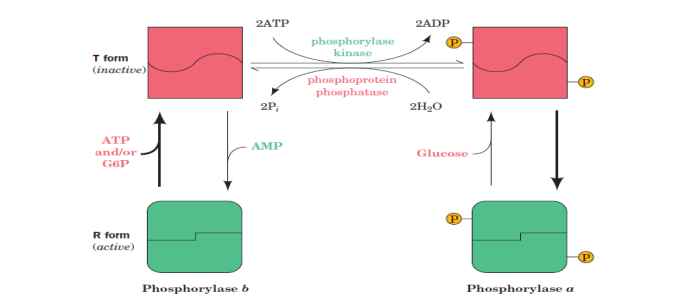 2ATP
2ADP
phosphorylase
kinase
P
T form
(inactive)
phosphoprotein
phosphatase
P
2Pi
2H2O
ATP
and/or
G6P
AMP
Glucose
P
R form
(active)
P
Phosphorylase b
Phosphorylase a